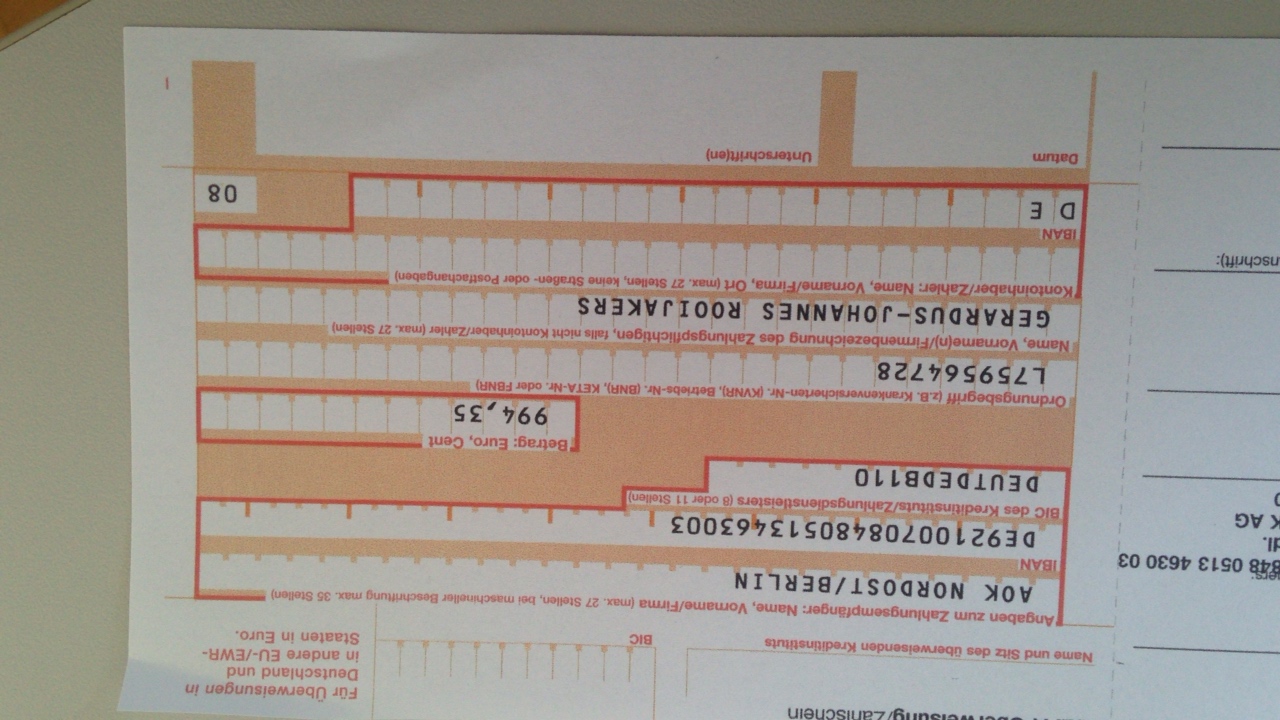 Für Überweisungen in
Deutschland und
in andere EU-/EWR-
Staaten in Euro.
Name und Sitz des überweisenden Kreditinstituts
BIC
Angaben zum Zahlungsempfänger: Name, Vorname/Firma (max. 27 Stellen, bei maschineller Beschriftung max. 35 Stellen)
AOK NORDOST/BERLIN
IBAN
DE92100708480513463003
BIC des Kreditinstituts/Zahlungsdienstleisters (8 oder 11 Stellen)
DEUTDEDB110
Betrag: Euro, Cent
994,35
Ordnungsbegriff (z.B. Krankenversicherten-Nr. (KVNR), Betriebs-Nr. (BNR), KETA-Nr. oder FBNR)
L759564728
Name, Vorname(n)/Firmenbezeichnung des Zahlungspflichtigen, falls nicht Kontoinhaber/Zahler (max. 27 Stellen)
GERARDUS-JOHANNES ROOIJAKERS
Kontoinhaber/Zahler: Name, Vorname/Firma, Ort (max. 27 Stellen, keine Straßen- oder Postfachangaben)
IBAN
D E
08
Datum
Unterschrift(en)
I
848 0513 4630 03
AG
nschrift):